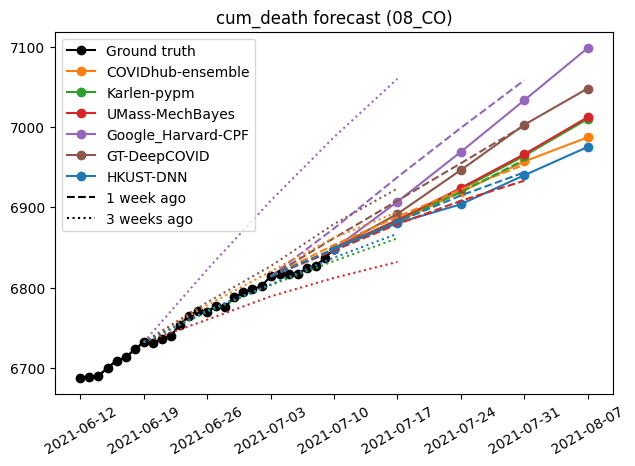 cum_death forecast (08_CO)
7100
7000
6900
6800
6700
Ground truth
COVIDhub-ensemble
Karlen-pypm
UMass-MechBayes
Google_Harvard-CPF
GT-DeepCOVID
HKUST-DNN
1 week ago
3 weeks ago
2021-06-12
2021-06-19
2021-06-26
2021-07-03
2021-07-10
2021-07-17
2021-07-24
2021-07-31
2021-08-07